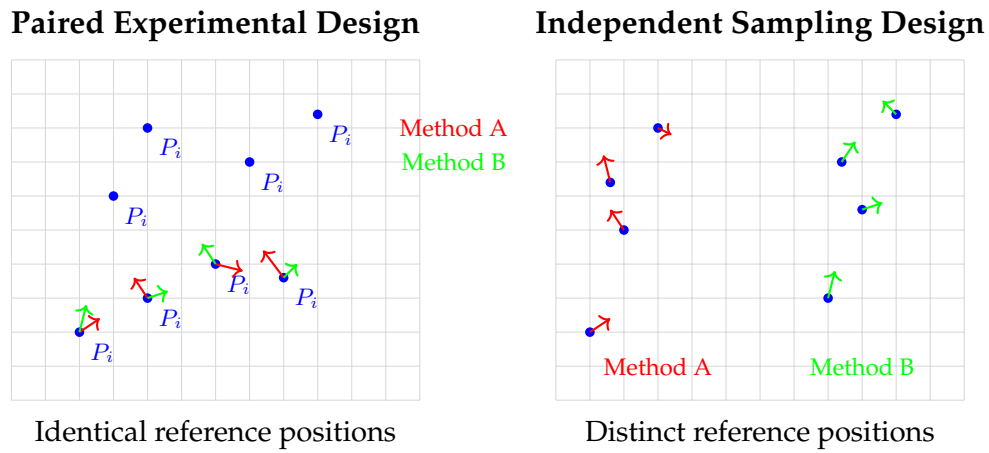 Paired Experimental Design
Independent Sampling Design
P_i
P_i
Method A
Method B
P_i
P_i
P_i
P_i
P_i
P_i
Method A
Method B
Identical reference positions
Distinct reference positions